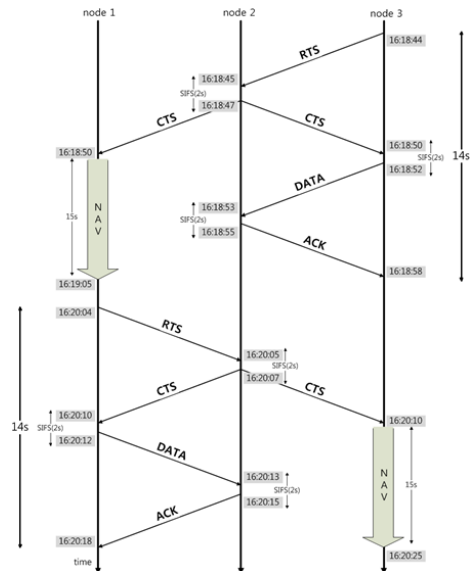 node 1 node 2 node 3
16:18:44
RTS
16:18:45
SIFS(2s)
16:18:47
CTS CTS
16:18:50 16:18:50
SIFS(2s) 14s
16:18:52
DATA
15s
NAV
16:18:53
SIFS(2s)
16:18:55
ACK
16:18:58
16:19:05
16:20:04
RTS
16:20:05
SIFS(2s)
16:20:07
CTS CTS
16:20:10 16:20:10
14s SIFS(2s)
16:20:12
DATA
16:20:13
SIFS(2s)
16:20:15
NAV
15s
ACK
16:20:18
16:20:25
time